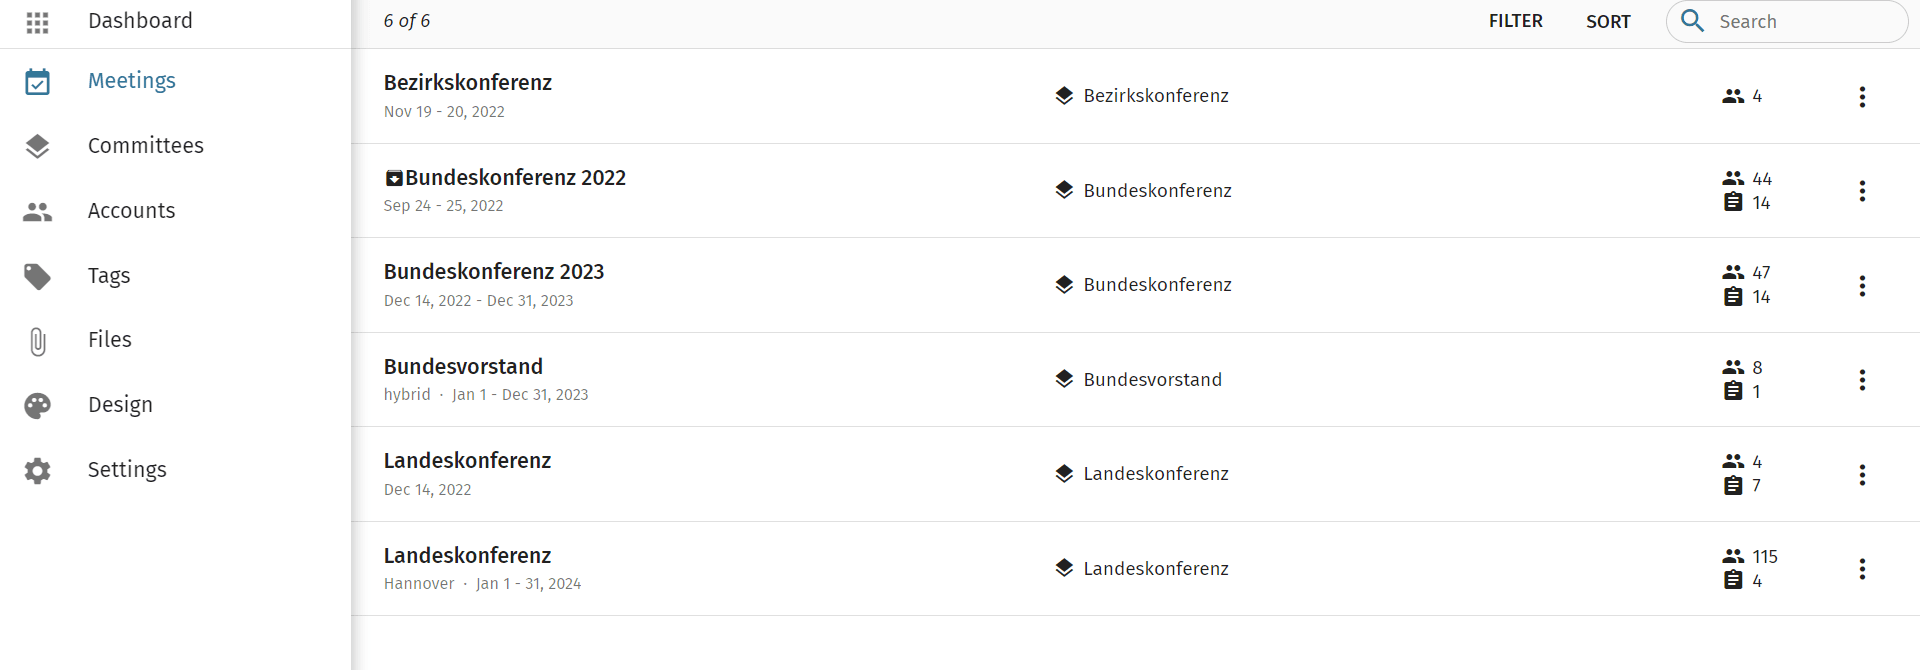 Dashboard
Meetings
Committees
Accounts
Tags
Files
Design
Settings
6 of 6
FILTER
SORT
Search
Bezirkskonferenz
Nov 19 - 20, 2022
Bezirkskonferenz
4
Bundeskonferenz 2022
Sep 24 - 25, 2022
Bundeskonferenz
44
14
Bundeskonferenz 2023
Dec 14, 2022 - Dec 31, 2023
Bundeskonferenz
47
14
Bundesvorstand
hybrid · Jan 1 - Dec 31, 2023
Bundesvorstand
8
1
Landeskonferenz
Dec 14, 2022
Landeskonferenz
4
7
Landeskonferenz
Hannover · Jan 1 - 31, 2024
Landeskonferenz
115
4